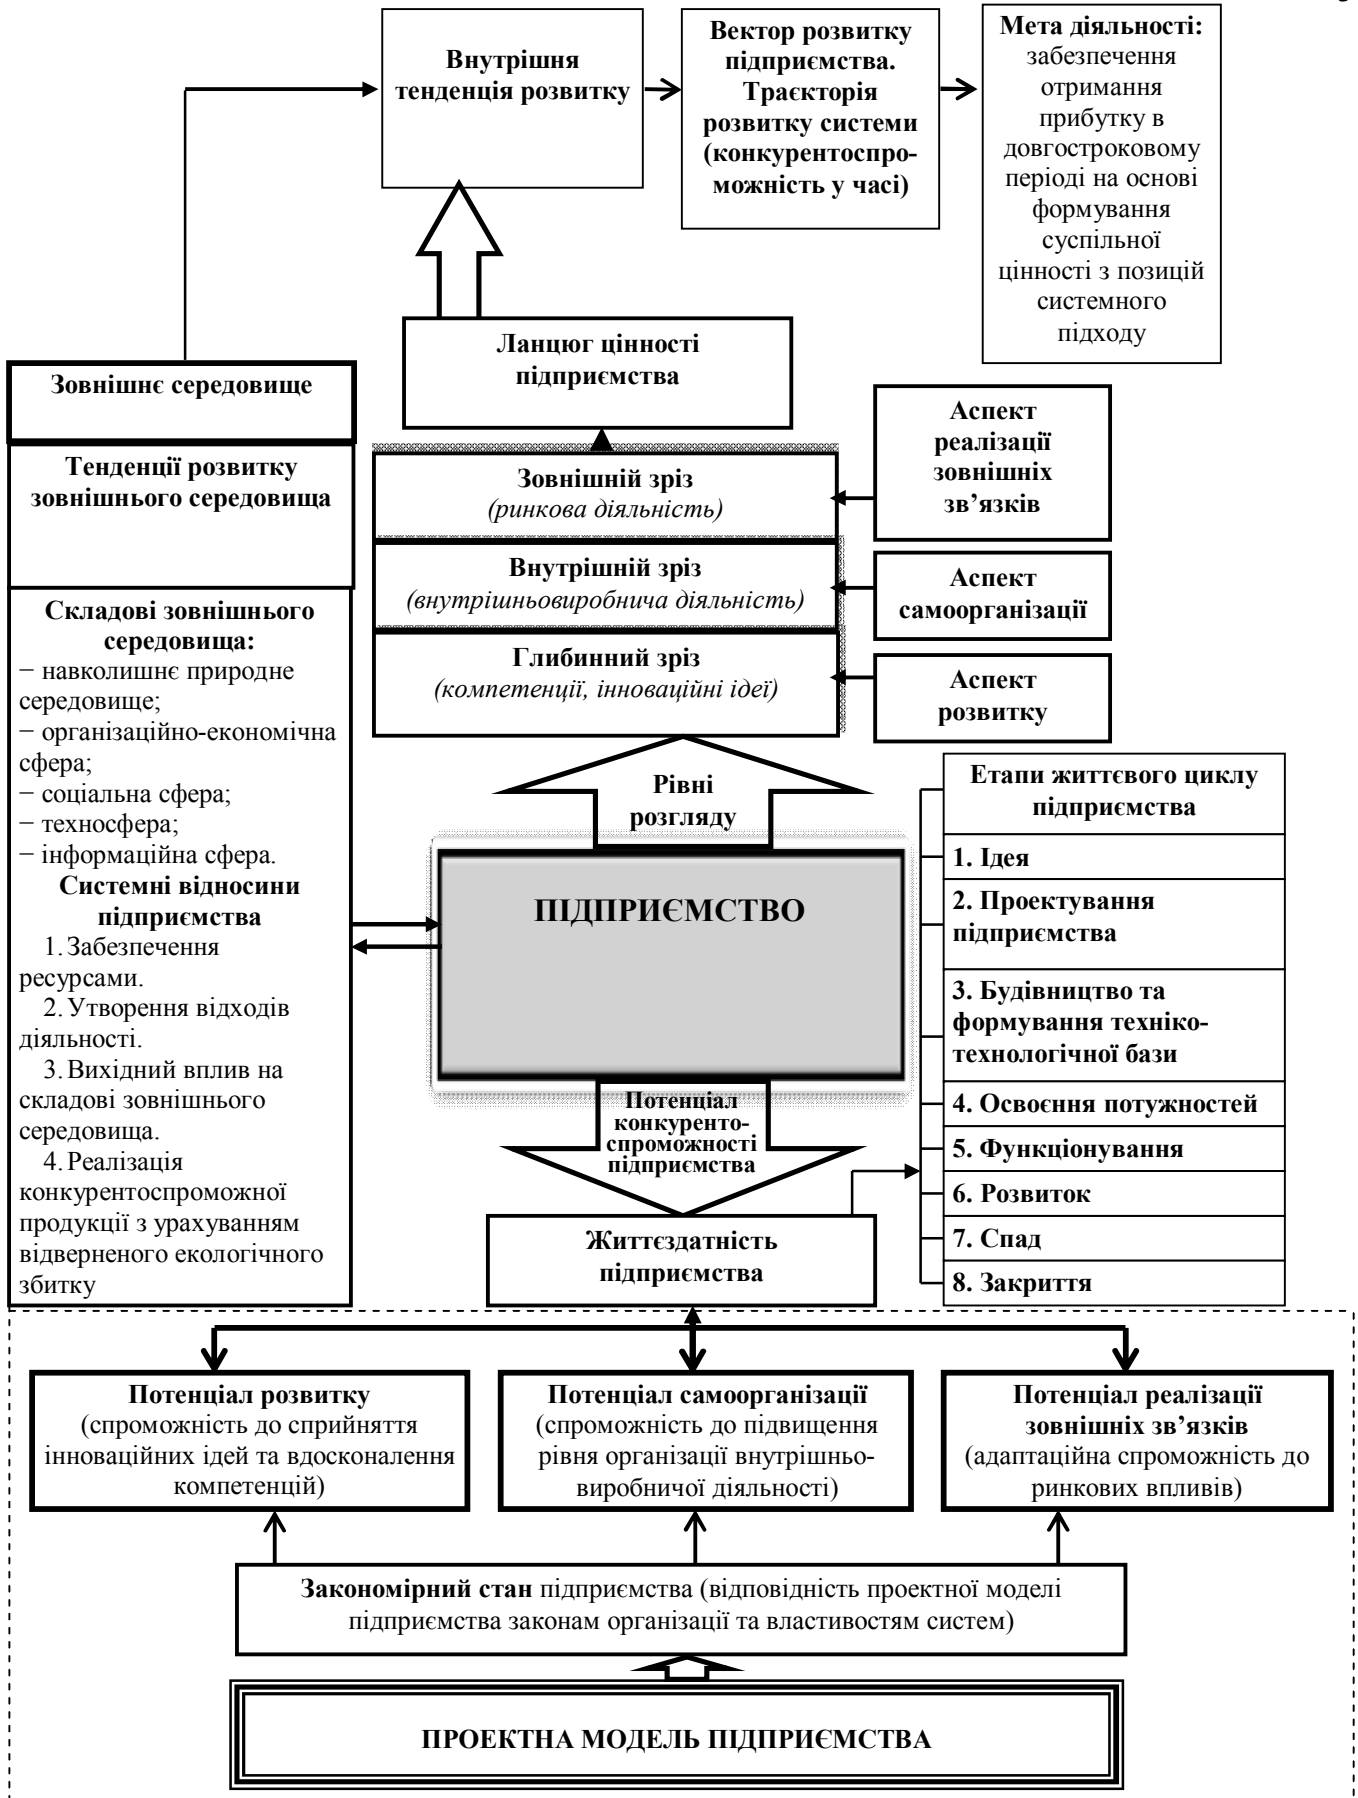 Внутрішня
тенденція розвитку
Вектор розвитку
підприємства.
Траєкторія
розвитку системи
(конкурентоспро-
можність у часі)
Мета діяльності:
забезпечення
отримання
прибутку в
довгостроковому
періоді на основі
формування
суспільної
цінності з позицій
системного
підходу
Ланцюг цінності
підприємства
Зовнішнє середовище
Тенденції розвитку
зовнішнього середовища
Складові зовнішнього
середовища:
− навколишнє природне
середовище;
− організаційно-економічна
сфера;
− соціальна сфера;
− техносфера;
− інформаційна сфера.
Системні відносини
підприємства
1. Забезпечення
ресурсами.
2. Утворення відходів
діяльності.
3. Вихідний вплив на
складові зовнішнього
середовища.
4. Реалізація
конкурентоспроможної
продукції з урахуванням
відверненого екологічного
збитку
Зовнішній зріз
(ринкова діяльність)
Внутрішній зріз
(внутрішньовиробнича діяльність)
Глибинний зріз
(компетенції, інноваційні ідеї)
Аспект
реалізації
зовнішніх
зв’язків
Аспект
самоорганізації
Аспект
розвитку
Рівні
розгляду
ПІДПРИЄМСТВО
Потенціал
конкуренто-
спроможності
підприємства
Життєздатність
підприємства
Етапи життєвого циклу
підприємства
1. Ідея
2. Проектування
підприємства
3. Будівництво та
формування техніко-
технологічної бази
4. Освоєння потужностей
5. Функціонування
6. Розвиток
7. Спад
8. Закриття
Потенціал розвитку
(спроможність до сприйняття
інноваційних ідей та вдосконалення
компетенцій)
Потенціал самоорганізації
(спроможність до підвищення
рівня організації внутрішньо-
виробничої діяльності)
Потенціал реалізації
зовнішніх зв’язків
(адаптаційна спроможність до
ринкових впливів)
Закономірний стан підприємства (відповідність проектної моделі
підприємства законам організації та властивостям систем)
ПРОЕКТНА МОДЕЛЬ ПІДПРИЄМСТВА